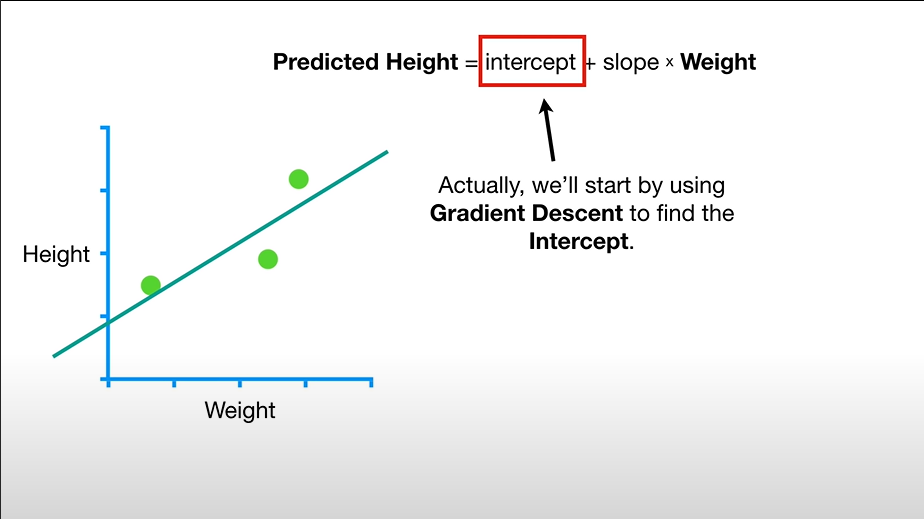 Predicted Height = intercept + slope × Weight
Actually, we'll start by using
Gradient Descent to find the
Intercept.
Height
Weight